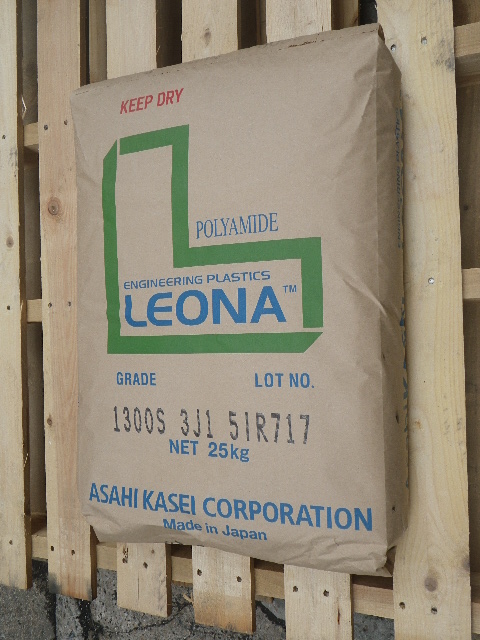 KEEP DRY
POLYAMIDE
ENGINEERING PLASTICS
LEONA™
GRADE LOT NO.
1300S 3J1 5IR717
NET 25kg
ASAHI KASEI CORPORATION
Made in Japan